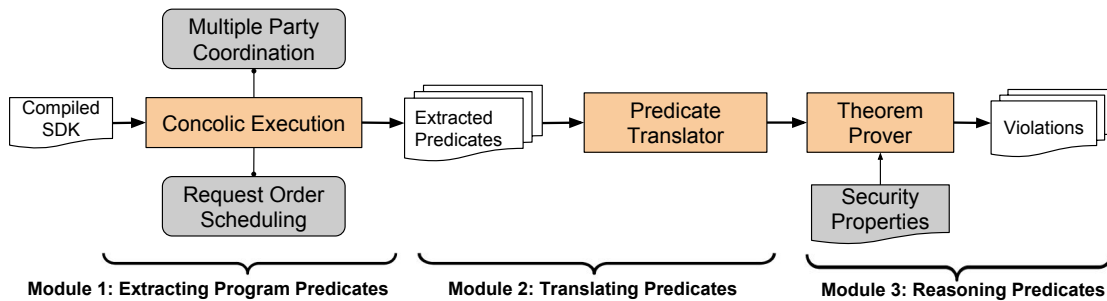 Multiple Party
Coordination
Compiled
SDK
Concolic Execution
Extracted
Predicates
Predicate
Translator
Theorem
Prover
Violations
Request Order
Scheduling
Security
Properties
Module 1: Extracting Program Predicates
Module 2: Translating Predicates
Module 3: Reasoning Predicates